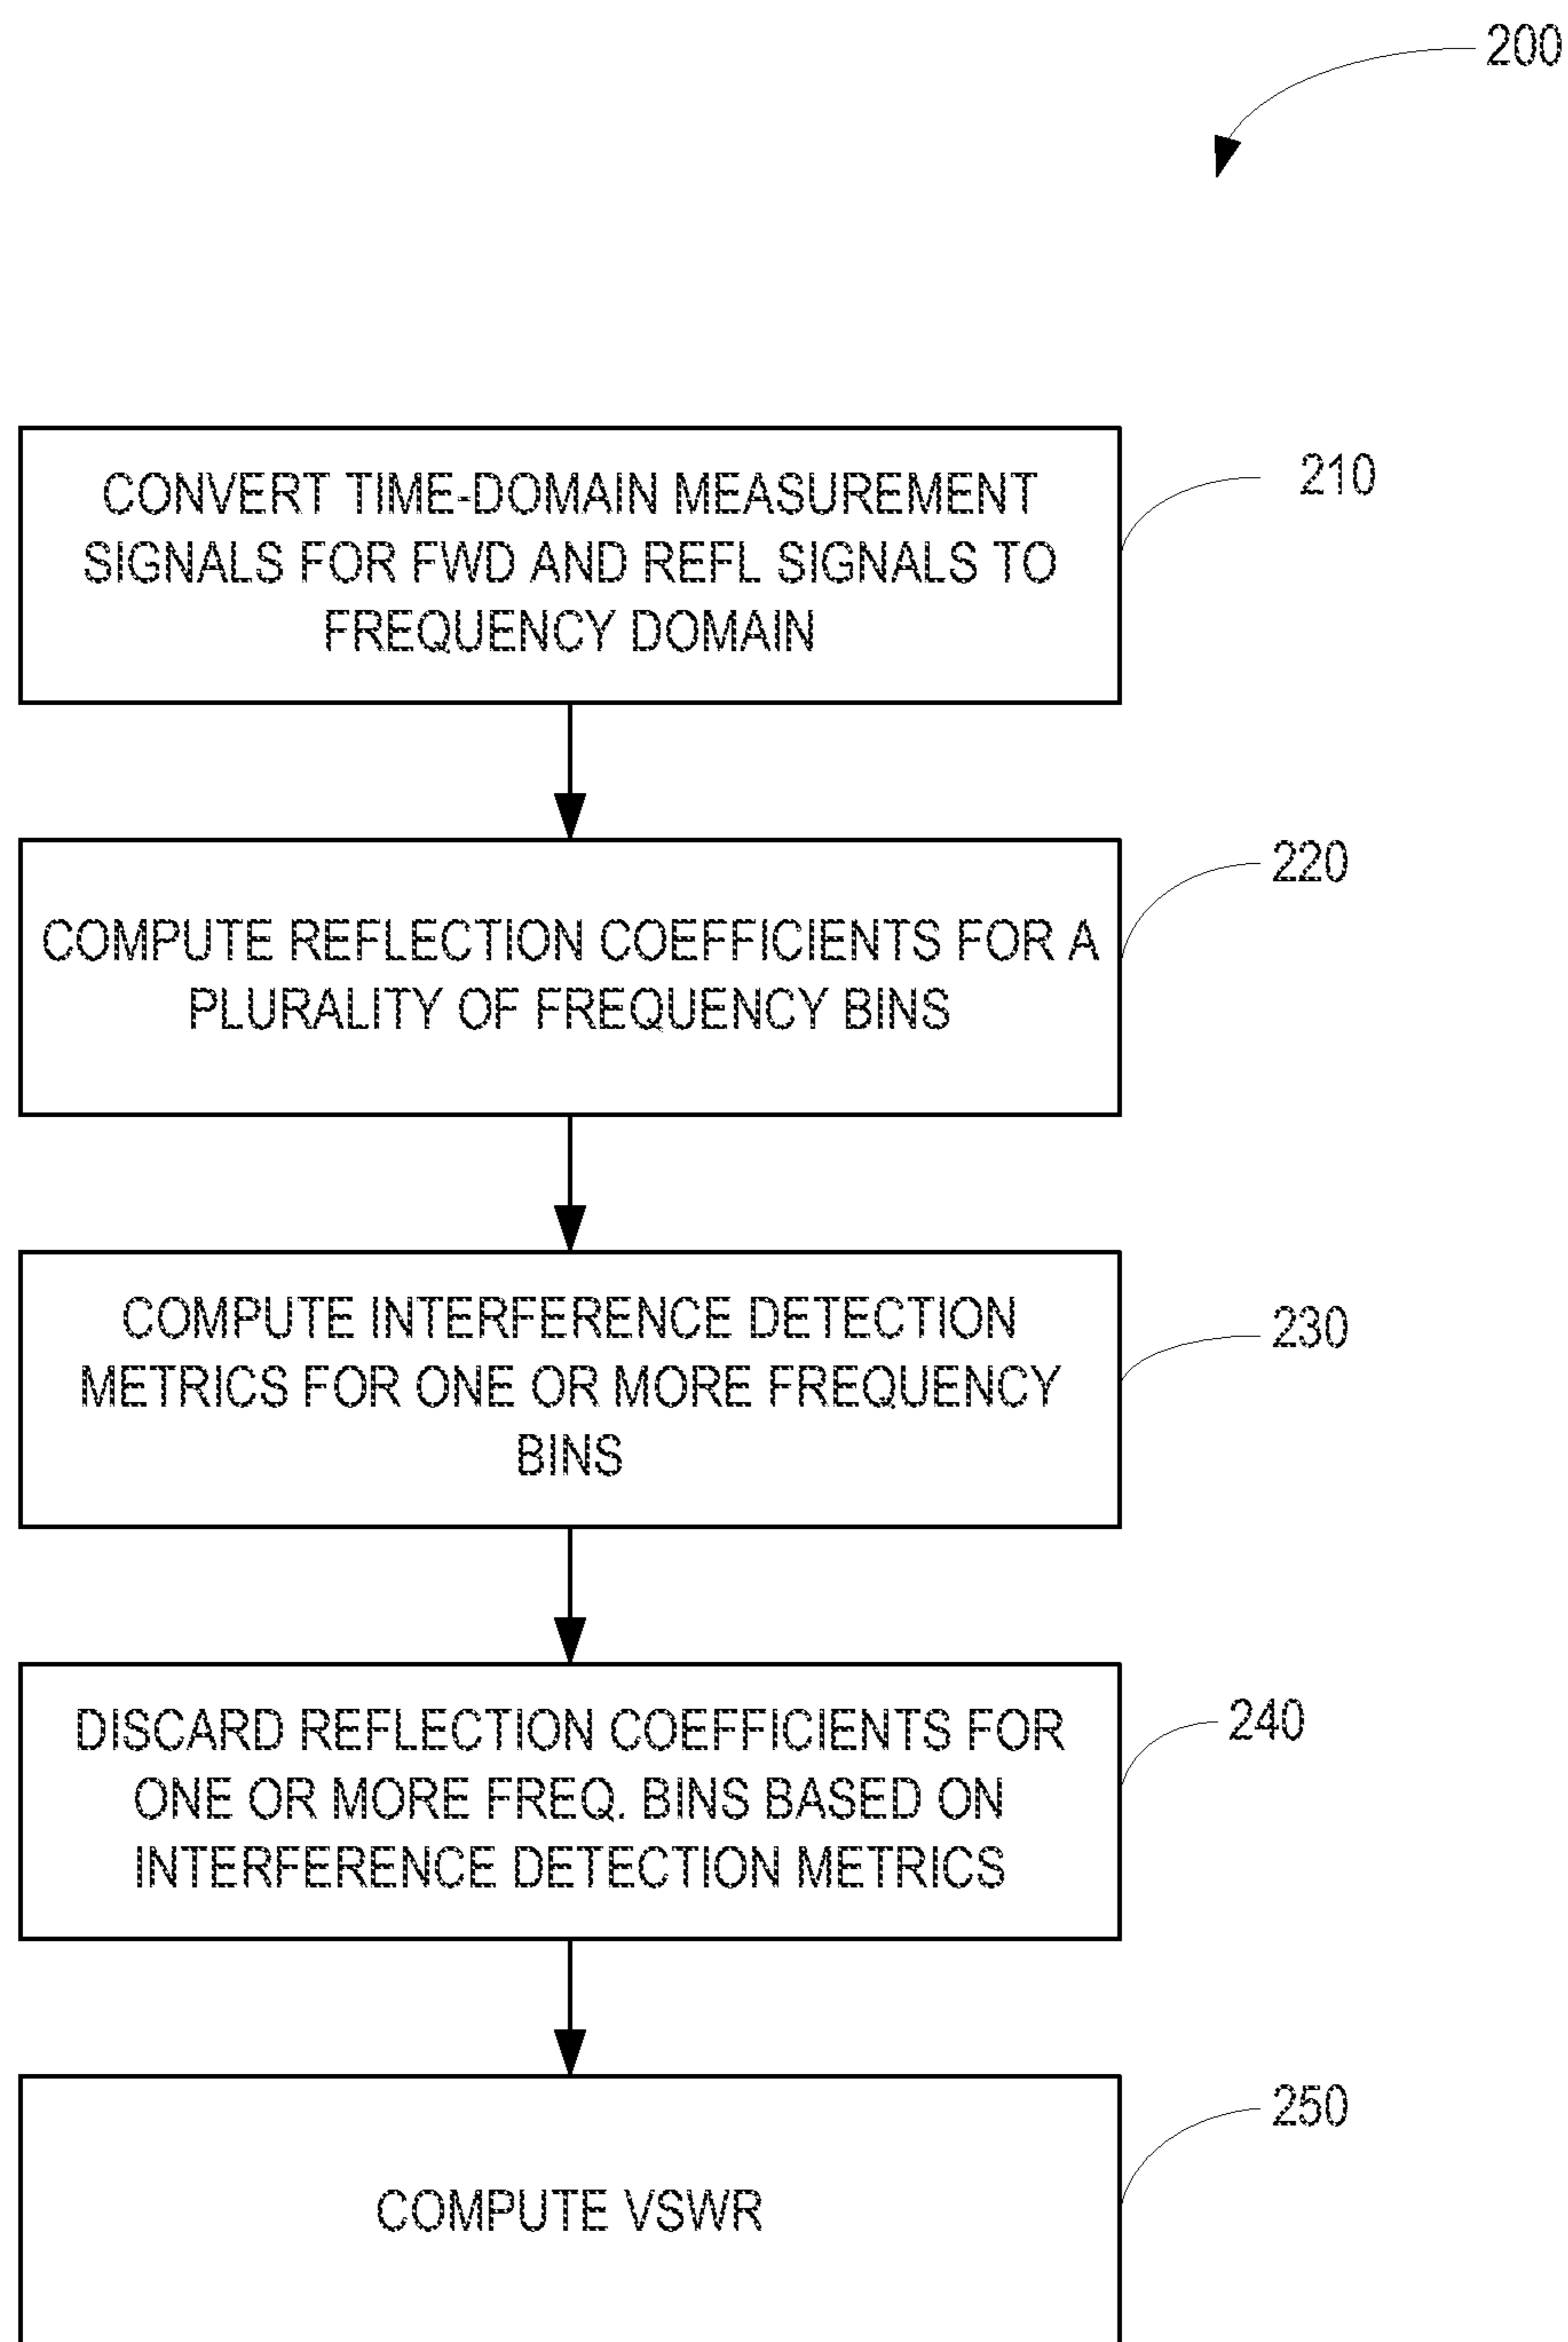 200
CONVERT TIME-DOMAIN MEASUREMENT
SIGNALS FOR FWD AND REFL SIGNALS TO
FREQUENCY DOMAIN
210
COMPUTE REFLECTION COEFFICIENTS FOR A
PLURALITY OF FREQUENCY BINS
220
COMPUTE INTERFERENCE DETECTION
METRICS FOR ONE OR MORE FREQUENCY
BINS
230
DISCARD REFLECTION COEFFICIENTS FOR
ONE OR MORE FREQ. BINS BASED ON
INTERFERENCE DETECTION METRICS
240
COMPUTE VSWR
250